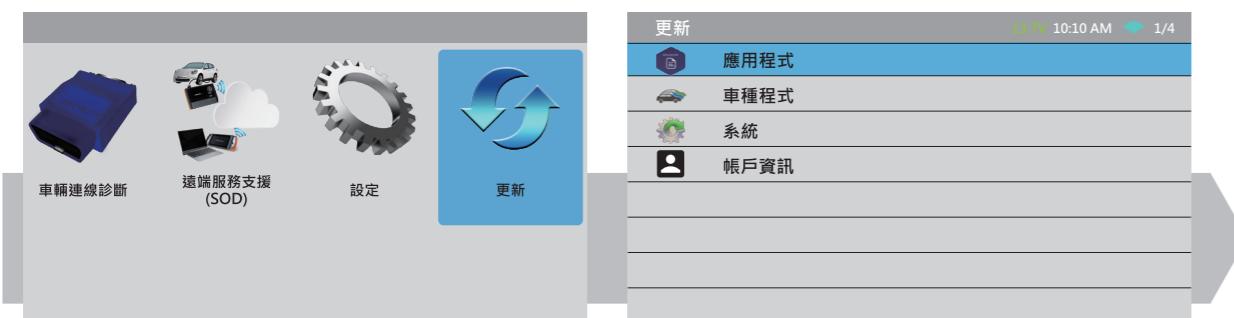 車輛連線診斷
遠端服務支援
(SOD)
設定
更新
更新
10:10 AM 1/4
應用程式
車種程式
系統
帳戶資訊